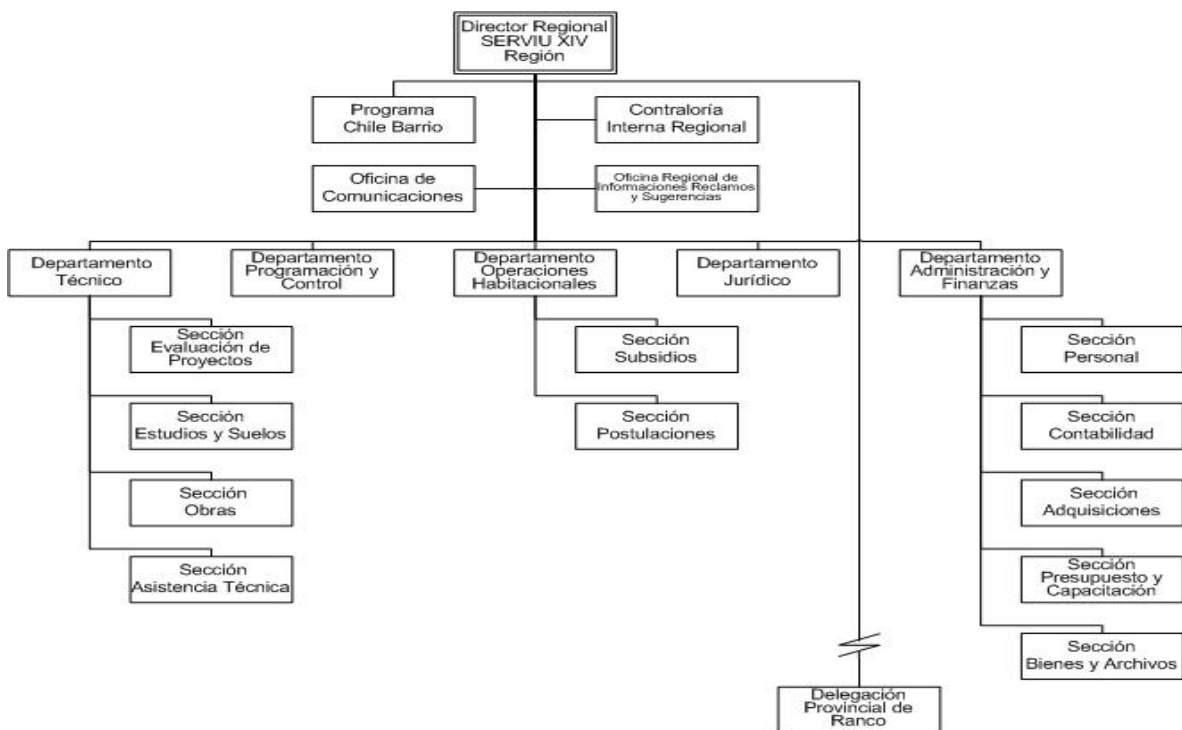 Director Regional
SERVIU XIV
Región
Programa
Chile Barrio
Contraloría
Interna Regional
Oficina de
Comunicaciones
Oficina Regional de
Informaciones Reclamos
y Sugerencias
Departamento
Técnico
Departamento
Programación y
Control
Departamento
Operaciones
Habitacionales
Departamento
Jurídico
Departamento
Administración y
Finanzas
Sección
Evaluación de
Proyectos
Sección
Estudios y Suelos
Sección
Obras
Sección
Asistencia Técnica
Sección
Subsidios
Sección
Postulaciones
Sección
Personal
Sección
Contabilidad
Sección
Adquisiciones
Sección
Presupuesto y
Capacitación
Sección
Bienes y Archivos
Delegación
Provincial de
Ranco